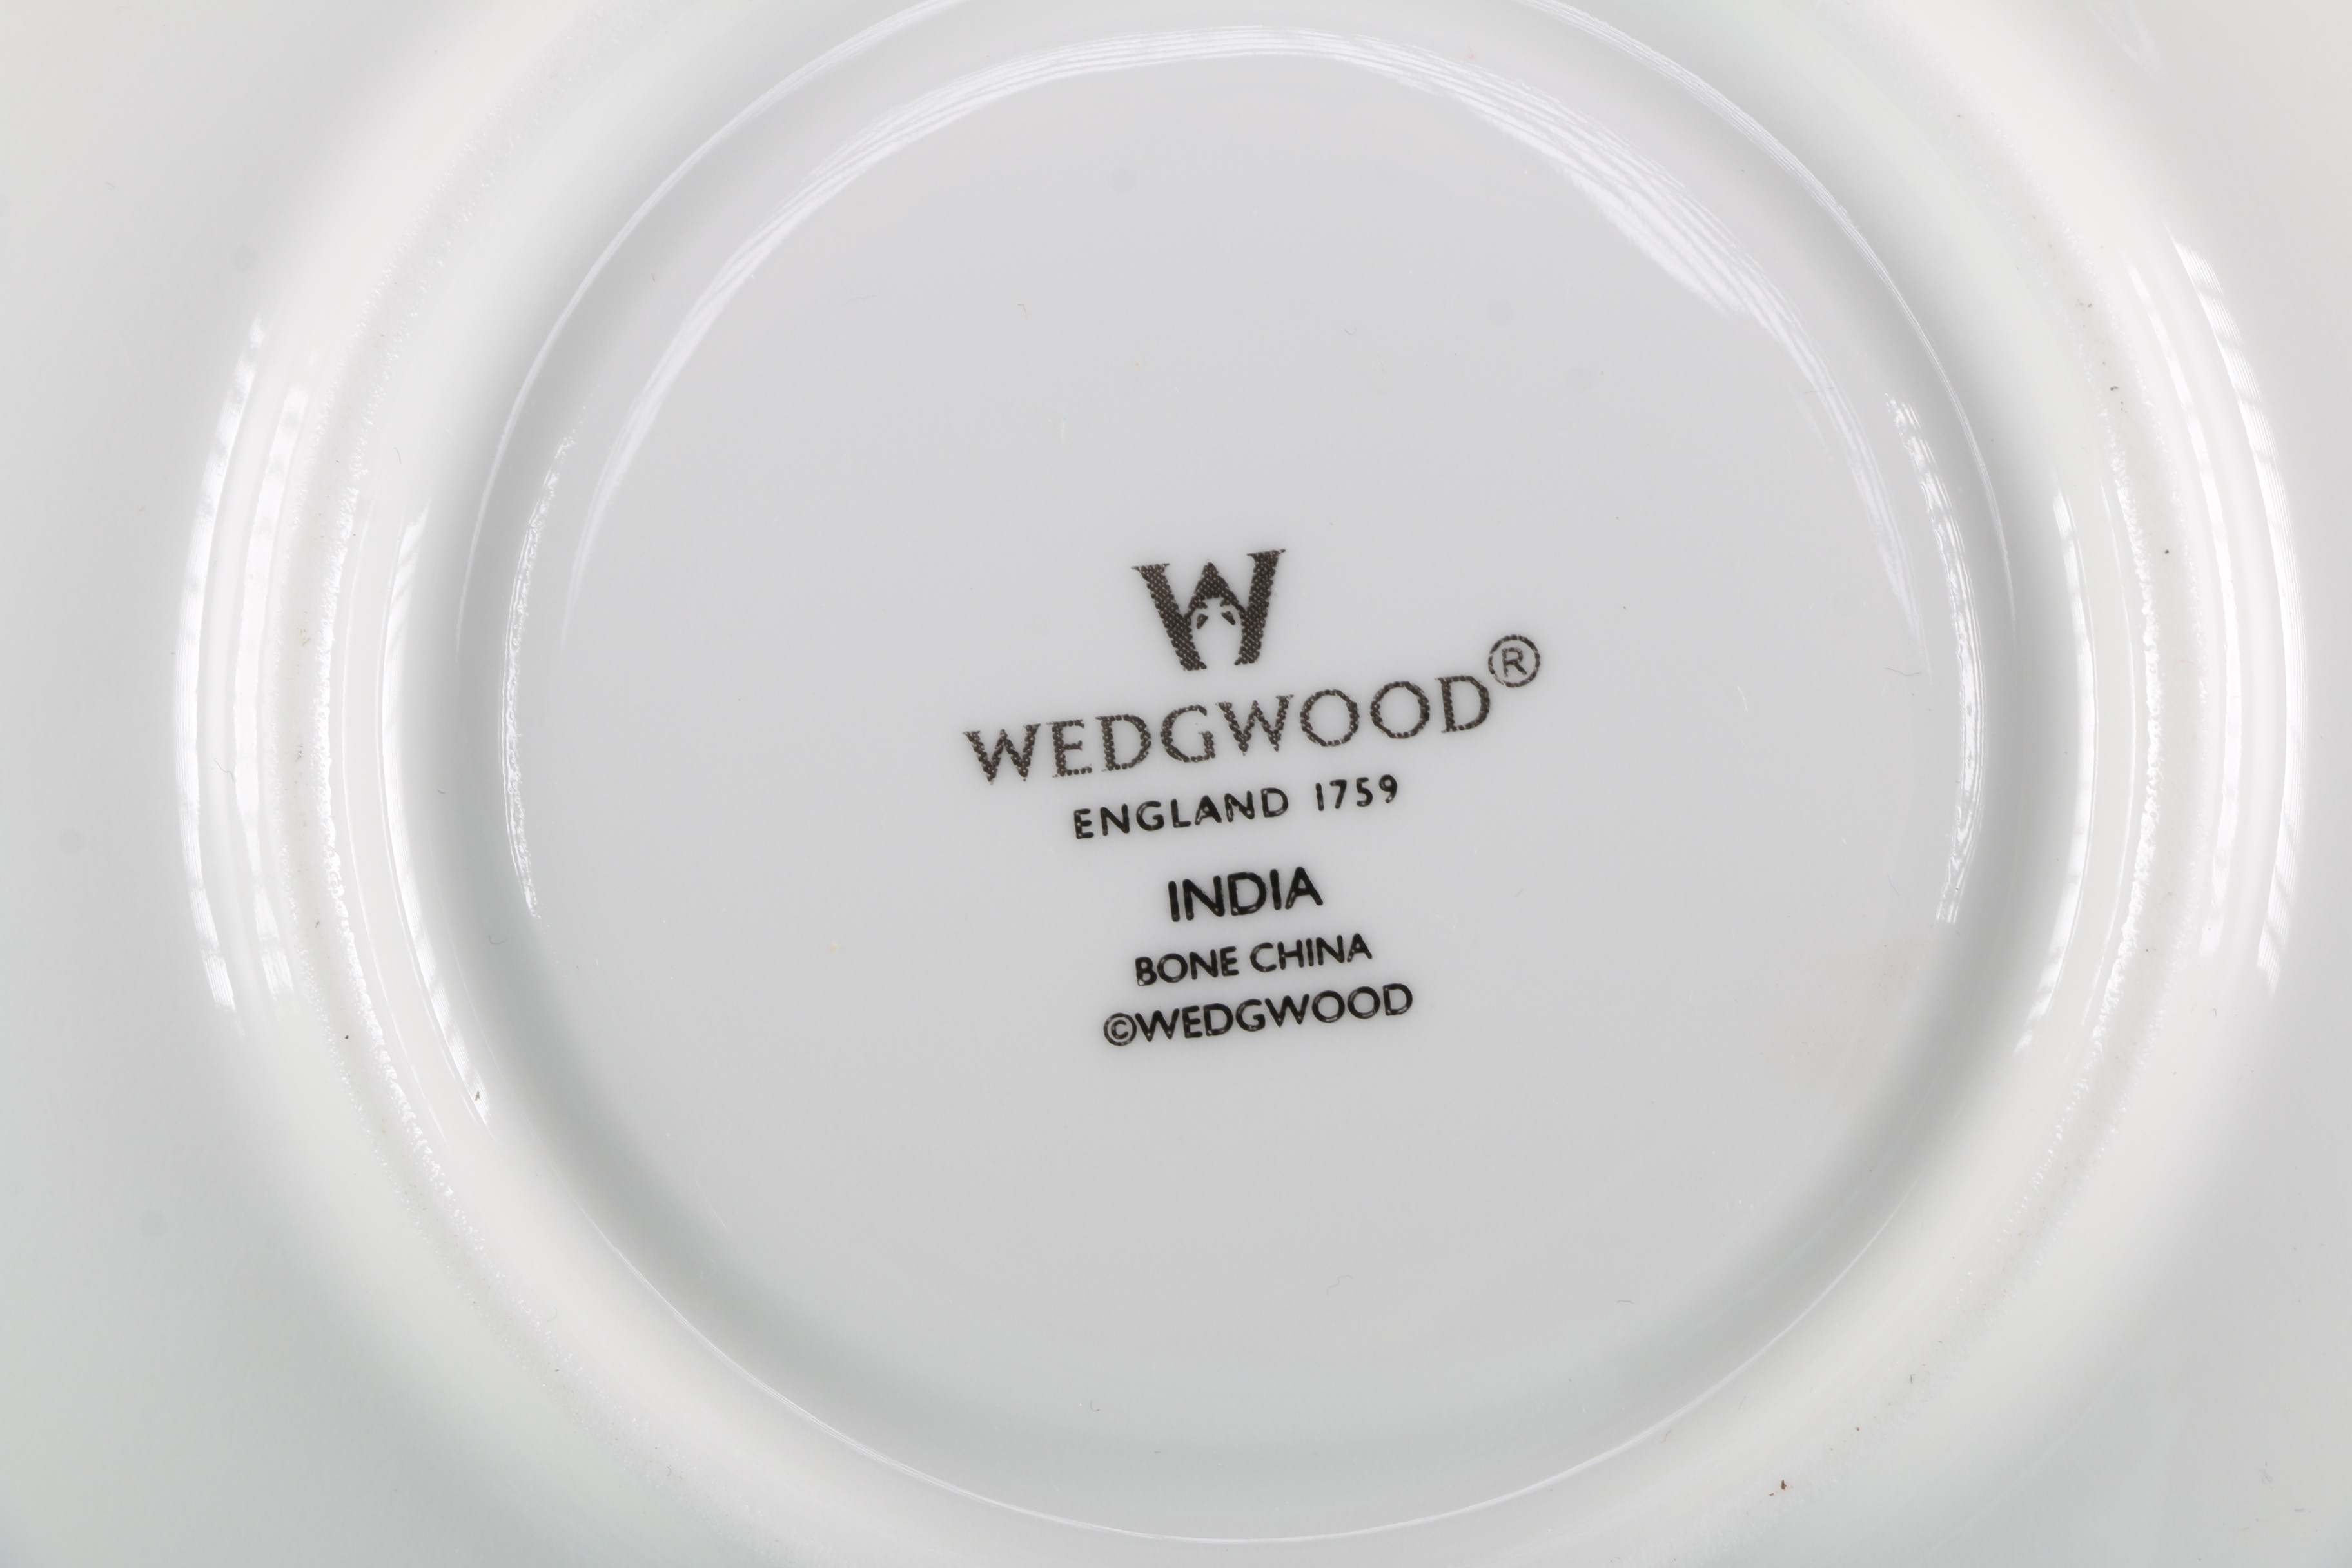 W
WEDGWOOD®
ENGLAND 1759
INDIA
BONE CHINA
©WEDGWOOD